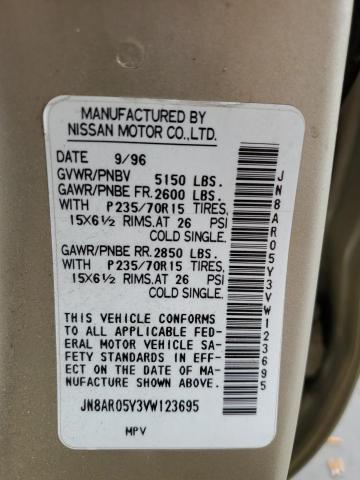 MANUFACTURED BY
NISSAN MOTOR CO.,LTD.
DATE 9/96
GVWR/PNBV 5150 LBS.
GAWR/PNBE FR. 2600 LBS.
WITH P235/70R15 TIRES,
15X6½ RIMS, AT 26 PSI
COLD SINGLE.
GAWR/PNBE RR. 2850 LBS.
WITH P235/70R15 TIRES,
15X6½ RIMS, AT 26 PSI
COLD SINGLE.
THIS VEHICLE CONFORMS
TO ALL APPLICABLE FED-
ERAL MOTOR VEHICLE SA-
FETY STANDARDS IN EFFECT
ON THE DATE OF MA-
NUFACTURE SHOWN ABOVE.
JN8AR05Y3VW123695
MPV
JN8AR05Y3VW123695